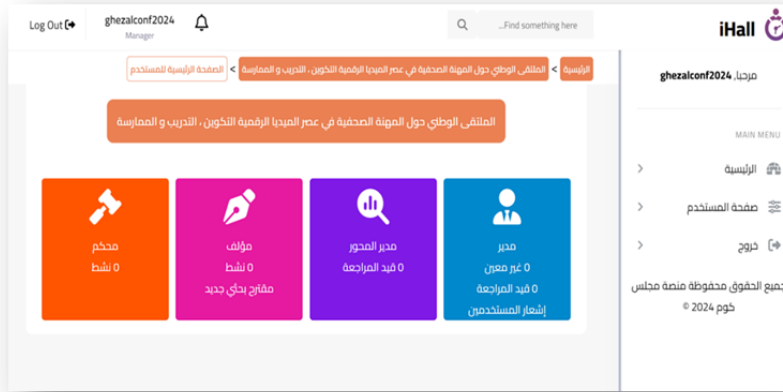 iHall
Find something here...
ghezalconf2024
Manager
Log Out
مرحبا, ghezalconf2024
MAIN MENU
الرئيسية
صفحة المستخدم
خروج
جميع الحقوق محفوظة منصة مجلس
كوم 2024 ©
الرئيسية > الملتقى الوطني حول المهنة الصحفية في عصر الميديا الرقمية التكوين ، التدريب و الممارسة > الصفحة الرئيسية للمستخدم
الملتقى الوطني حول المهنة الصحفية في عصر الميديا الرقمية التكوين ، التدريب و الممارسة
مدير
0 غير معين
0 قيد المراجعة
إشعار المستخدمين
مدير المحور
0 قيد المراجعة
مؤلف
0 نشط
مقترح بحثي جديد
محكم
0 نشط